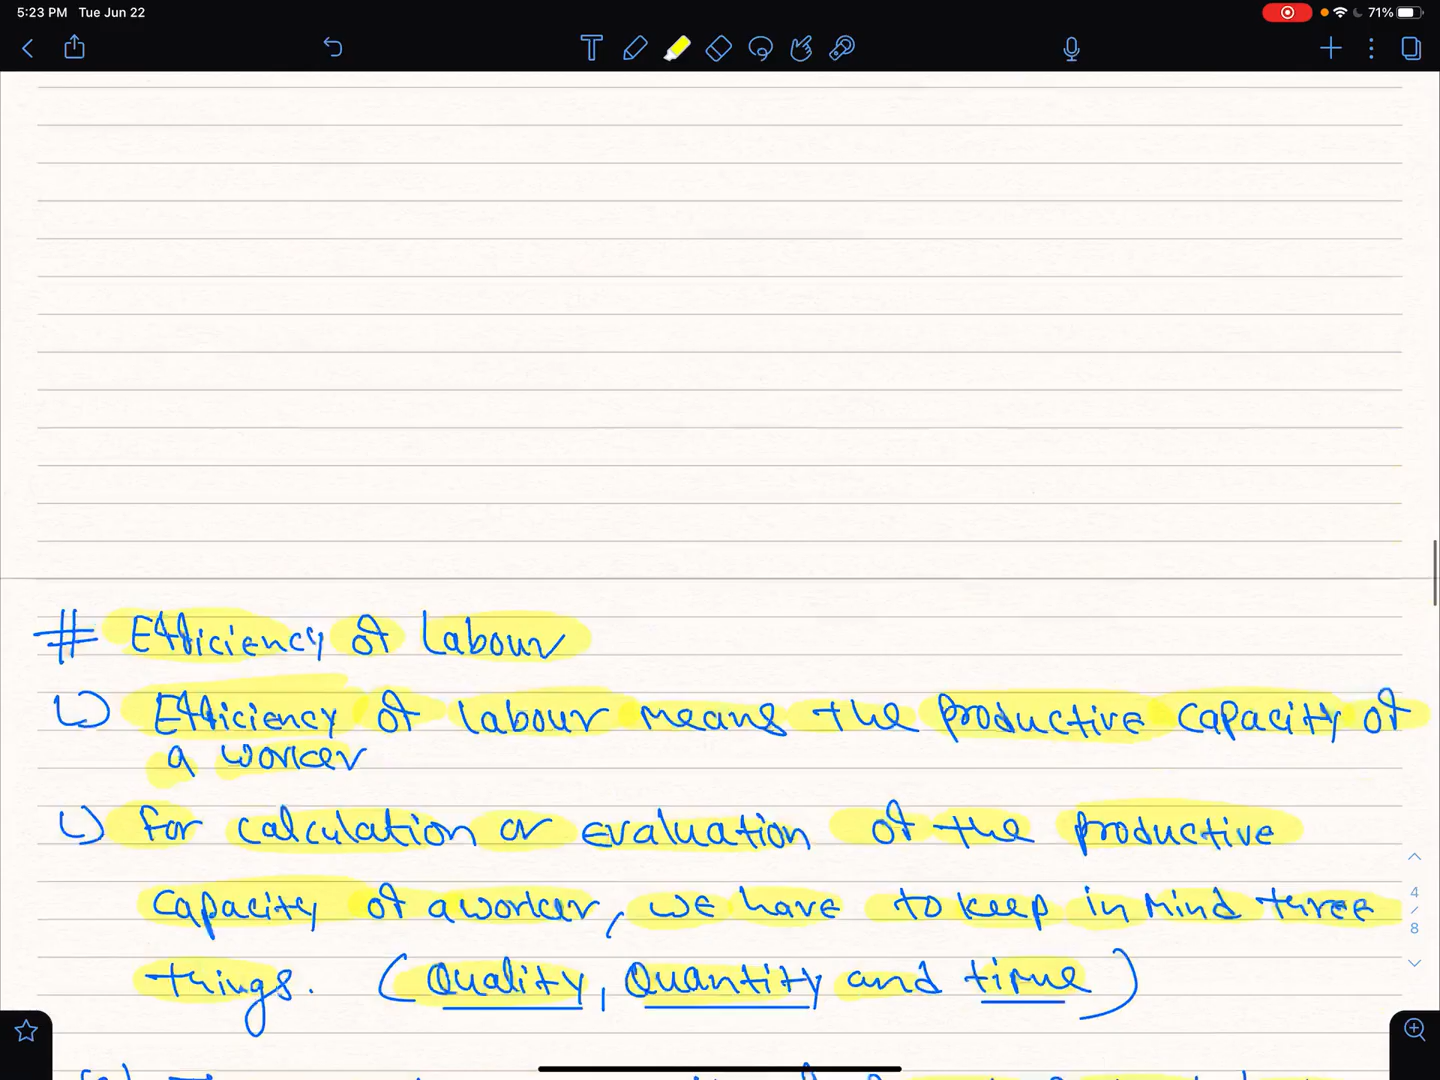 5:23 PM Tue Jun 22 71%
# Efficiency of Labour
Efficiency of labour means the productive capacity of
a worker
For calculation or evaluation of the productive
capacity of a worker, we have to keep in mind three
things. (Quality, Quantity and time)
4
/
8